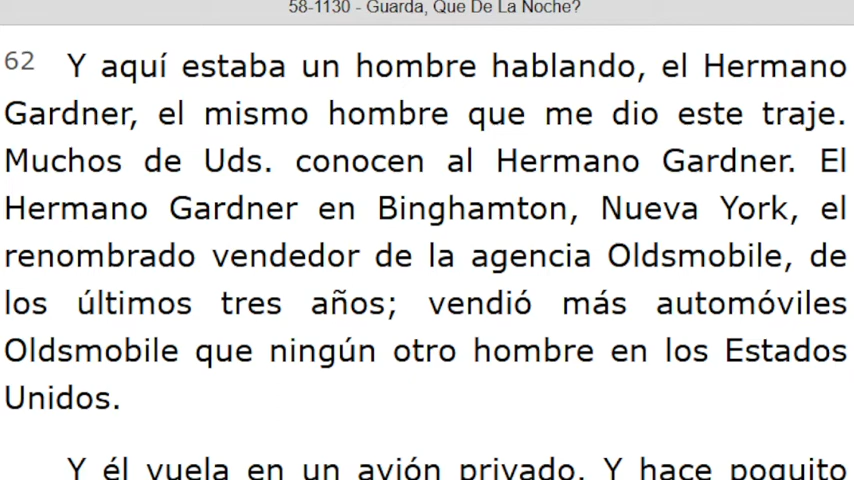 58-1130 - Guarda, Que De La Noche?
62 Y aquí estaba un hombre hablando, el Hermano
Gardner, el mismo hombre que me dio este traje.
Muchos de Uds. conocen al Hermano Gardner. El
Hermano Gardner en Binghamton, Nueva York, el
renombrado vendedor de la agencia Oldsmobile, de
los últimos tres años; vendió más automóviles
Oldsmobile que ningún otro hombre en los Estados
Unidos.
Y él vuela en un avión privado. Y hace poquito